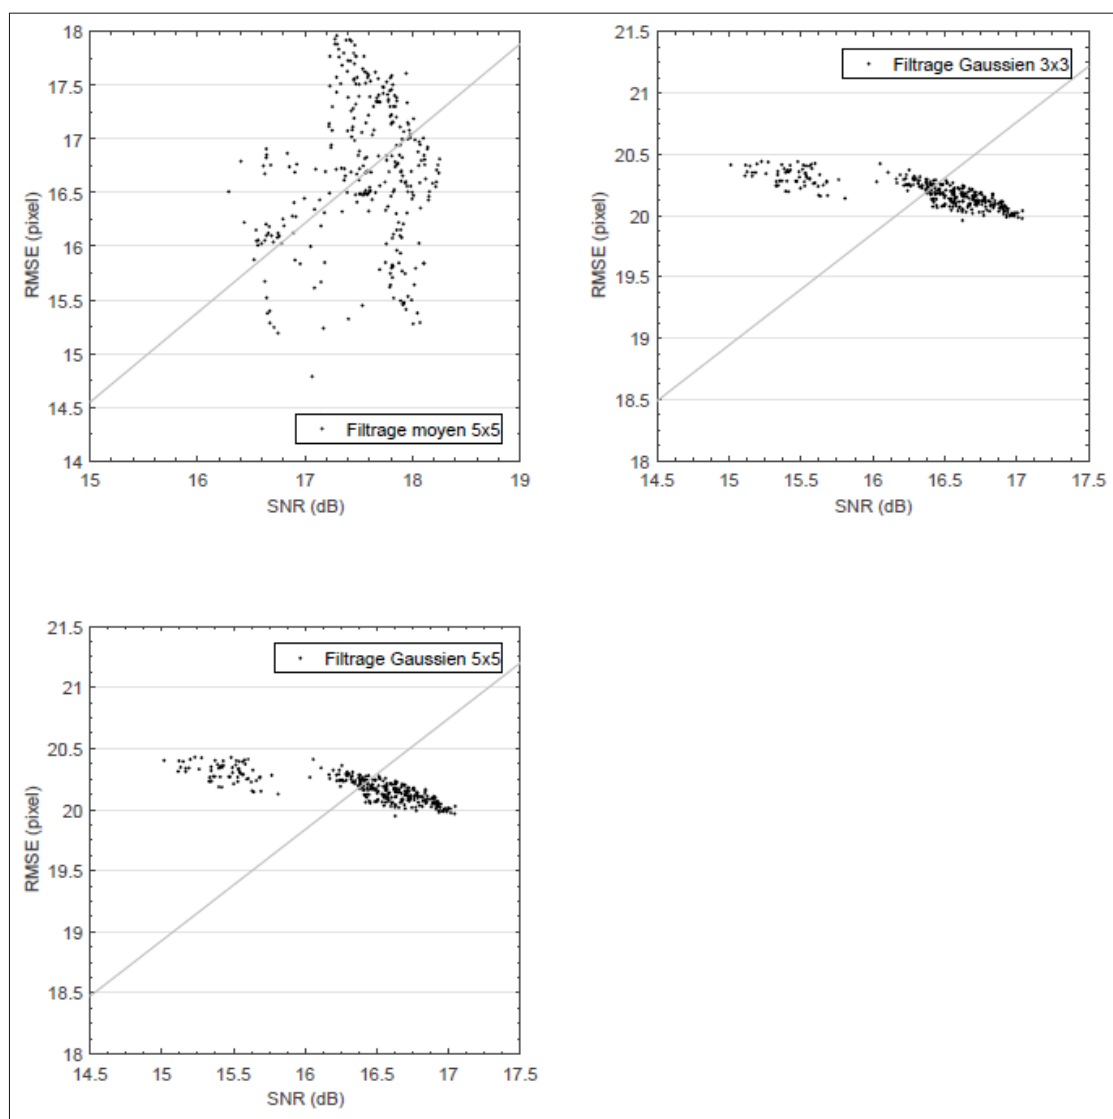 18
17.5
17
16.5
16
15.5
15
14.5
14
RMSE (pixel)
Filtrage moyen 5x5
15 16 17 18 19
SNR (dB)
21.5
21
20.5
20
19.5
19
18.5
18
RMSE (pixel)
Filtrage Gaussien 3x3
14.5 15 15.5 16 16.5 17 17.5
SNR (dB)
21.5
21
20.5
20
19.5
19
18.5
18
RMSE (pixel)
Filtrage Gaussien 5x5
14.5 15 15.5 16 16.5 17 17.5
SNR (dB)